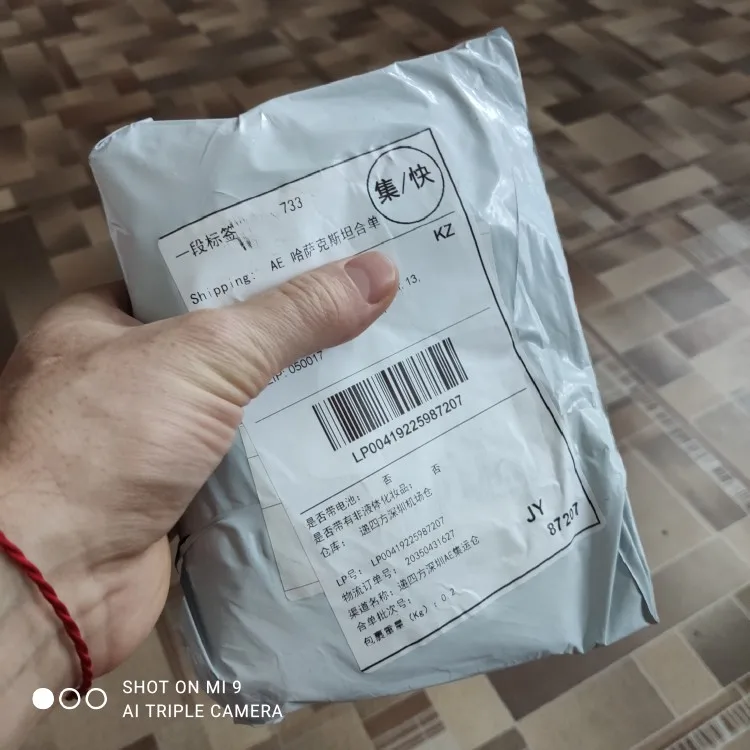 一段标签
733
集/快
Shipping: AE 哈萨克斯坦合单
KZ
13,
ZIP: 050017
LP00419225987207
是否带电池: 否
是否带有非液体化妆品: 否
仓库: 递四方深圳机场仓
LP号: LP00419225987207
物流订单号: 20350431627
渠道名称: 递四方深圳AE集运仓
合单批次号:
包裹重量 (Kg) : 0.2
JY
87207
SHOT ON MI 9
AI TRIPLE CAMERA